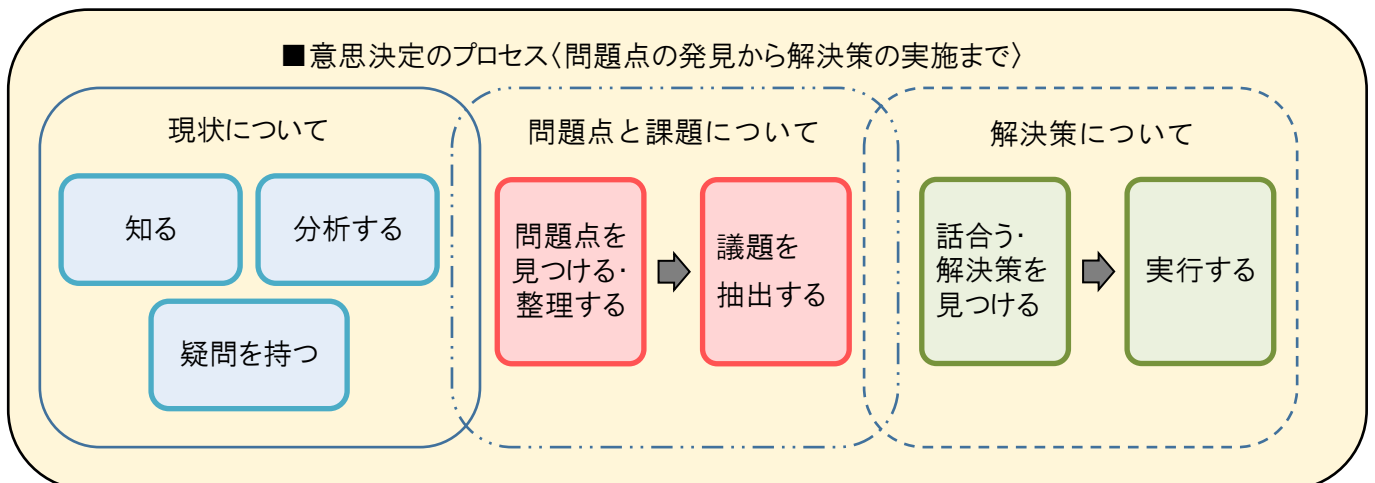 ■意思決定のプロセス〈問題点の発見から解決策の実施まで〉
現状について
知る
分析する
疑問を持つ
問題点と課題について
問題点を
見つける・
整理する
議題を
抽出する
解決策について
話合う・
解決策を
見つける
実行する